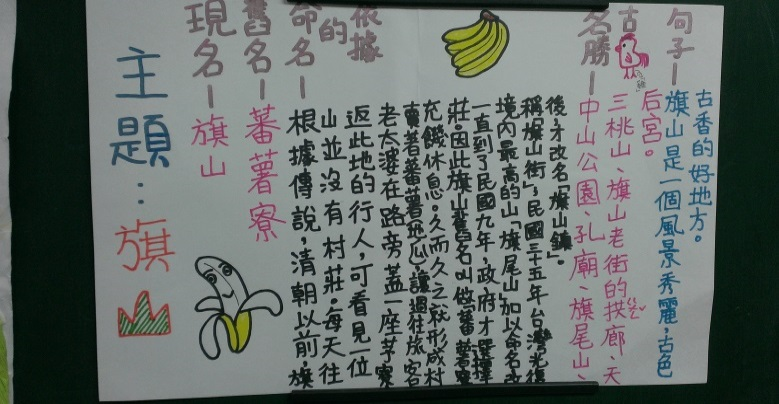 主題：旗山
現名－旗山
舊名－蕃薯寮
命名的依據－
根據傳說，清朝以前，旗
山並沒有村莊。每天往
返此地的行人，可看見一位
老太婆在路旁蓋一座芋寮
賣著蕃薯地瓜，讓過往旅客
充饑休息。久而久之就形成村
莊。因此旗山舊名叫做蕃薯寮
一直到了民國九年，政府才選擇
境內最高的山「旗尾山」加以命名改
稱「旗山街」，民國三十五年台灣光復
後，才改名「旗山鎮」。
名勝古－
中山公園、孔廟、旗尾山、
三桃山、旗山老街的拱廊、天
后宮。
句子－
旗山是一個風景秀麗，古色
古香的好地方。